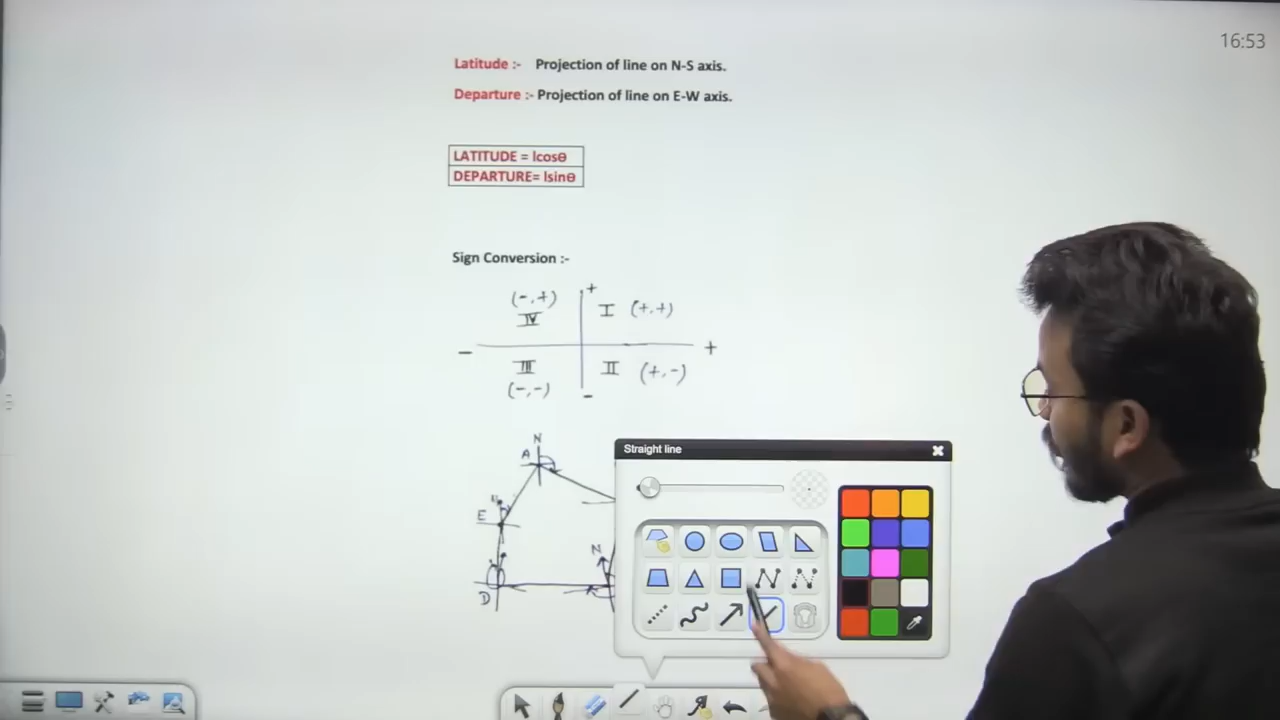 16:53
Latitude :- Projection of line on N-S axis.
Departure :- Projection of line on E-W axis.
LATITUDE = lcosθ
DEPARTURE= lsinθ
Sign Conversion :-
(-,+) + I (+,+)
IV
- +
III II (+,-)
(-,-) -
N
A
E
N
D
Straight line